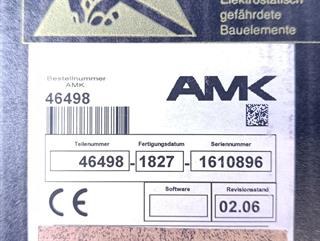 Elektrostatisch
gefährdete
Bauelemente
Bestellnummer
AMK:
46498
AMK
Teilenummer Fertigungsdatum Seriennummer
46498-1827-1610896
CE
Software Revisionsstand
02.06